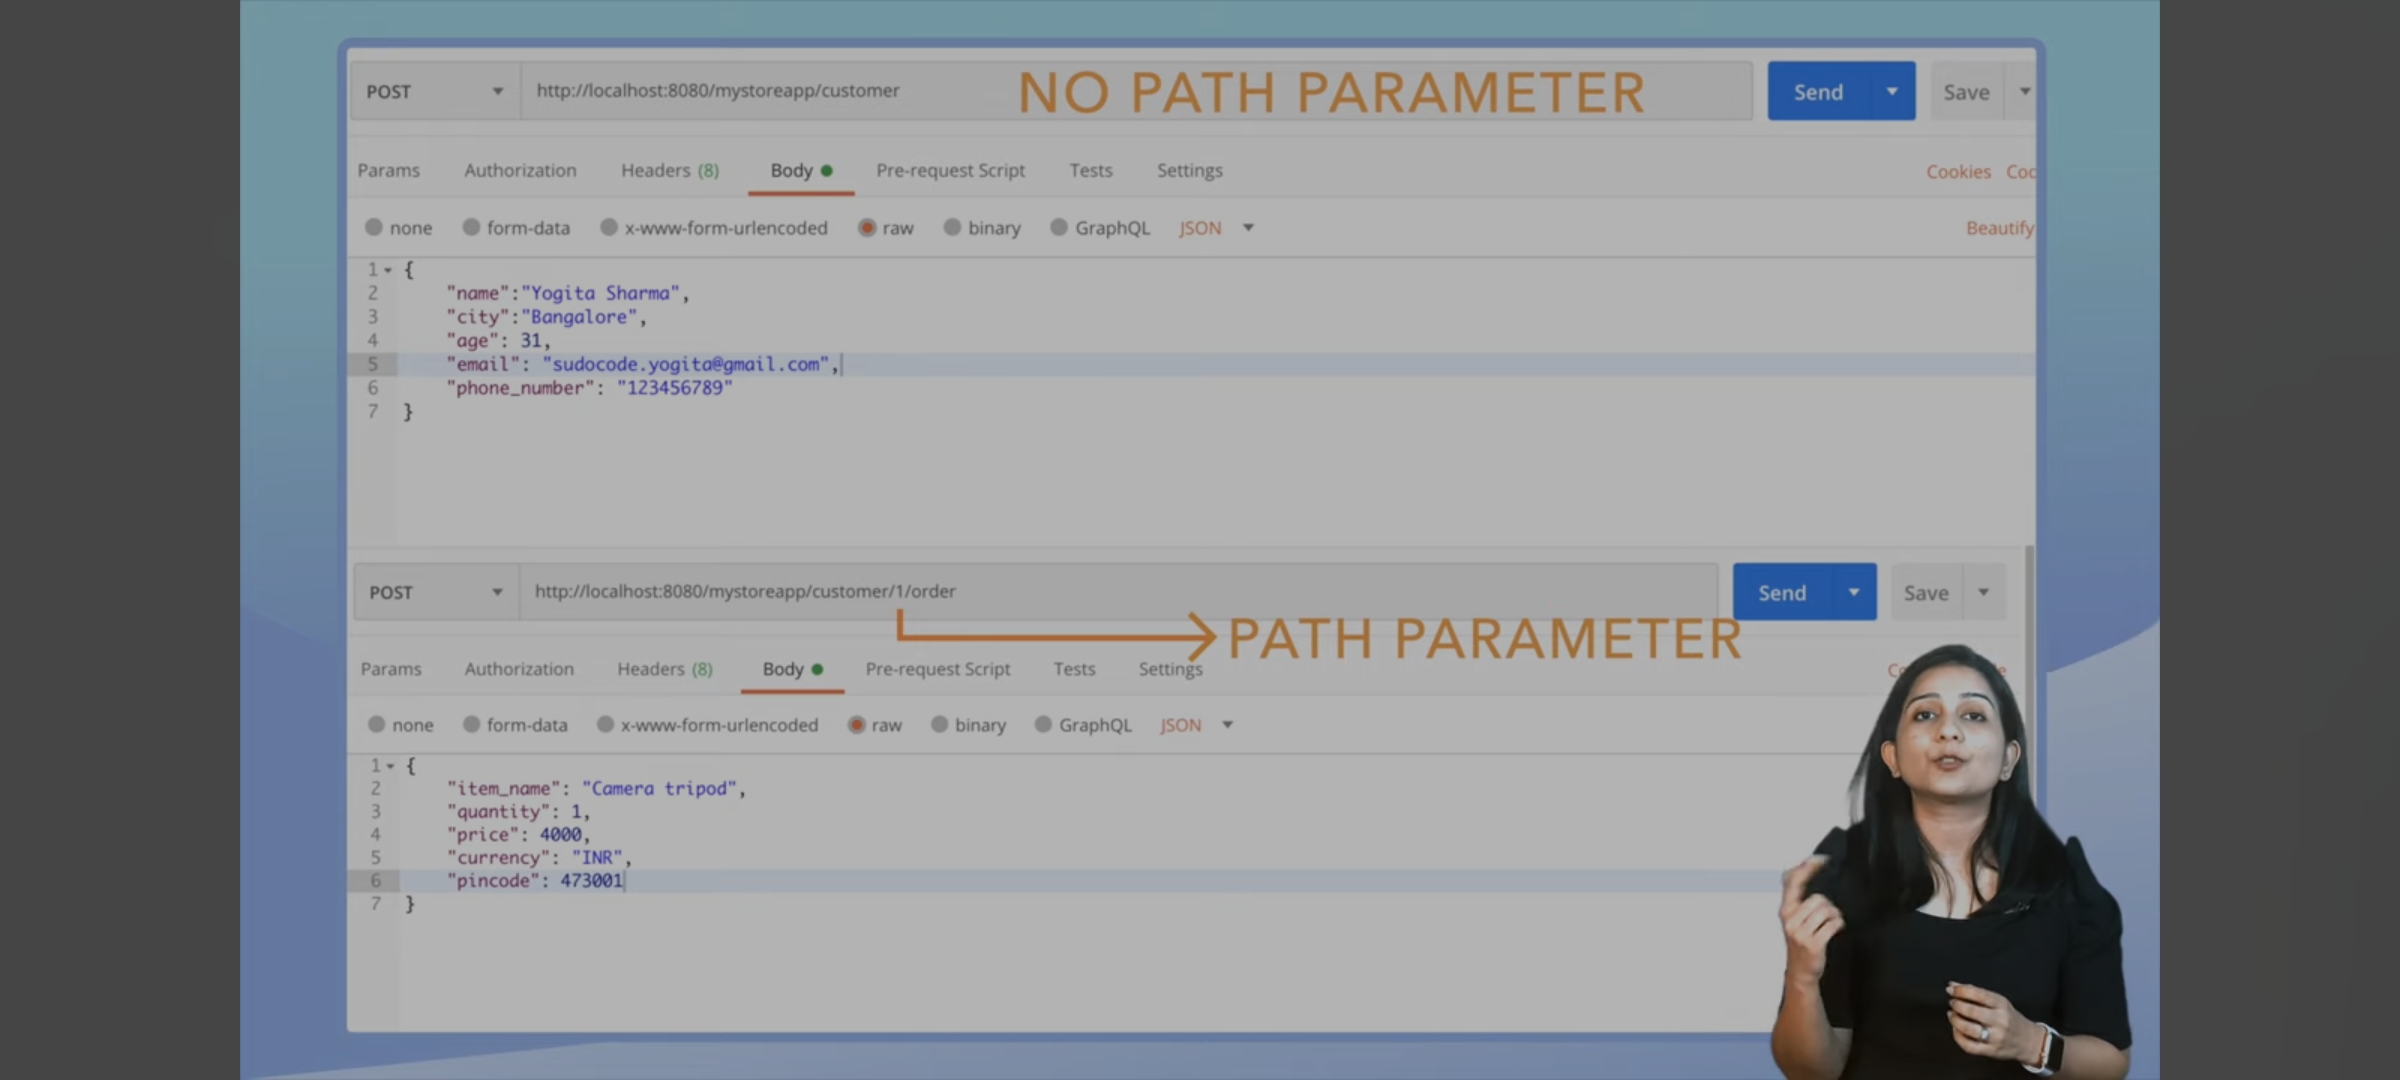 POST http://localhost:8080/mystoreapp/customer NO PATH PARAMETER Send Save
Params Authorization Headers (8) Body Pre-request Script Tests Settings Cookies
none form-data x-www-form-urlencoded raw binary GraphQL JSON Beautify
1 {
2 "name":"Yogita Sharma",
3 "city":"Bangalore",
4 "age": 31,
5 "email": "sudocode.yogita@gmail.com",
6 "phone_number": "123456789"
7 }
POST http://localhost:8080/mystoreapp/customer/1/order Send Save
PATH PARAMETER
Params Authorization Headers (8) Body Pre-request Script Tests Settings
none form-data x-www-form-urlencoded raw binary GraphQL JSON
1 {
2 "item_name": "Camera tripod",
3 "quantity": 1,
4 "price": 4000,
5 "currency": "INR",
6 "pincode": 473001
7 }